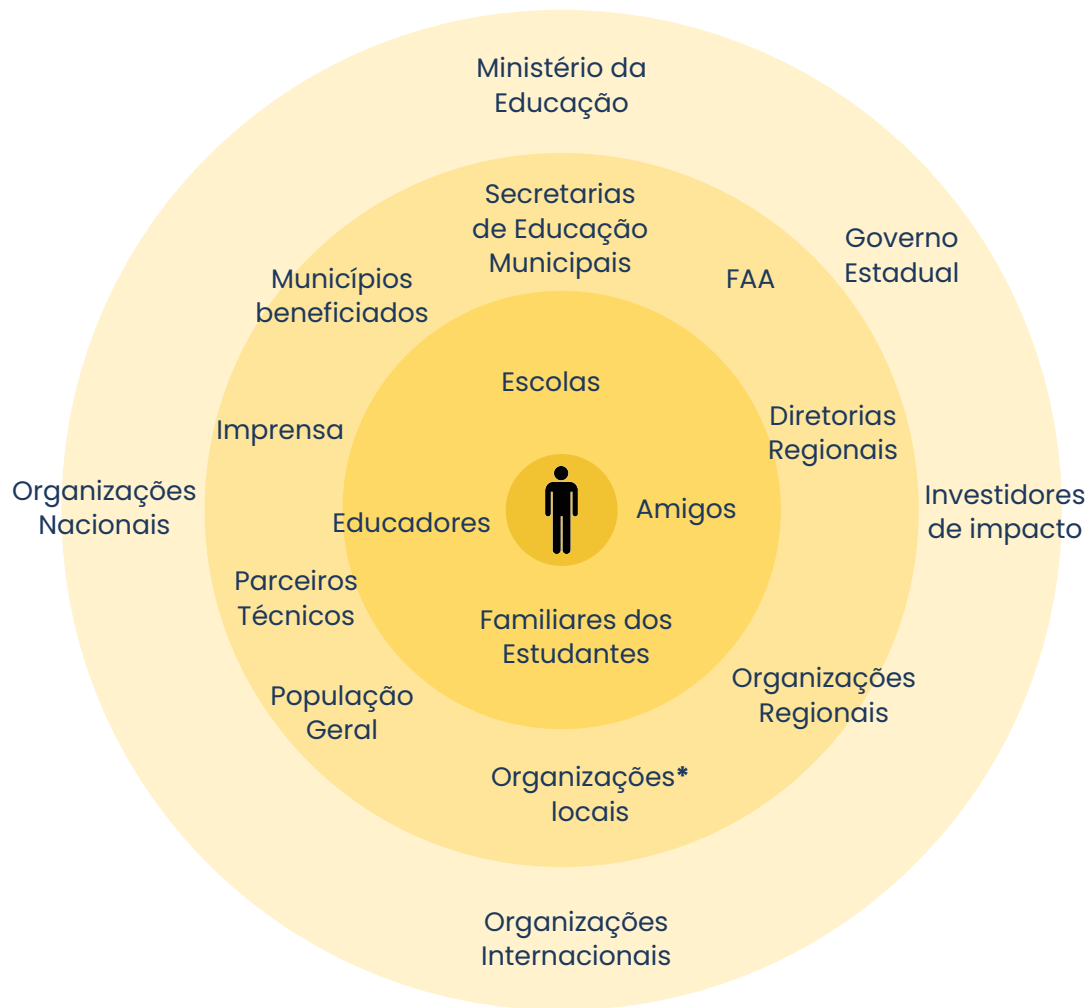 Ministério da
Educação
Secretarias
de Educação
Municipais
Governo
Estadual
Municípios
beneficiados
FAA
Escolas
Imprensa
Diretorias
Regionais
Organizações
Nacionais
Educadores
Amigos
Investidores
de impacto
Parceiros
Técnicos
Familiares dos
Estudantes
População
Geral
Organizações
Regionais
Organizações*
locais
Organizações
Internacionais